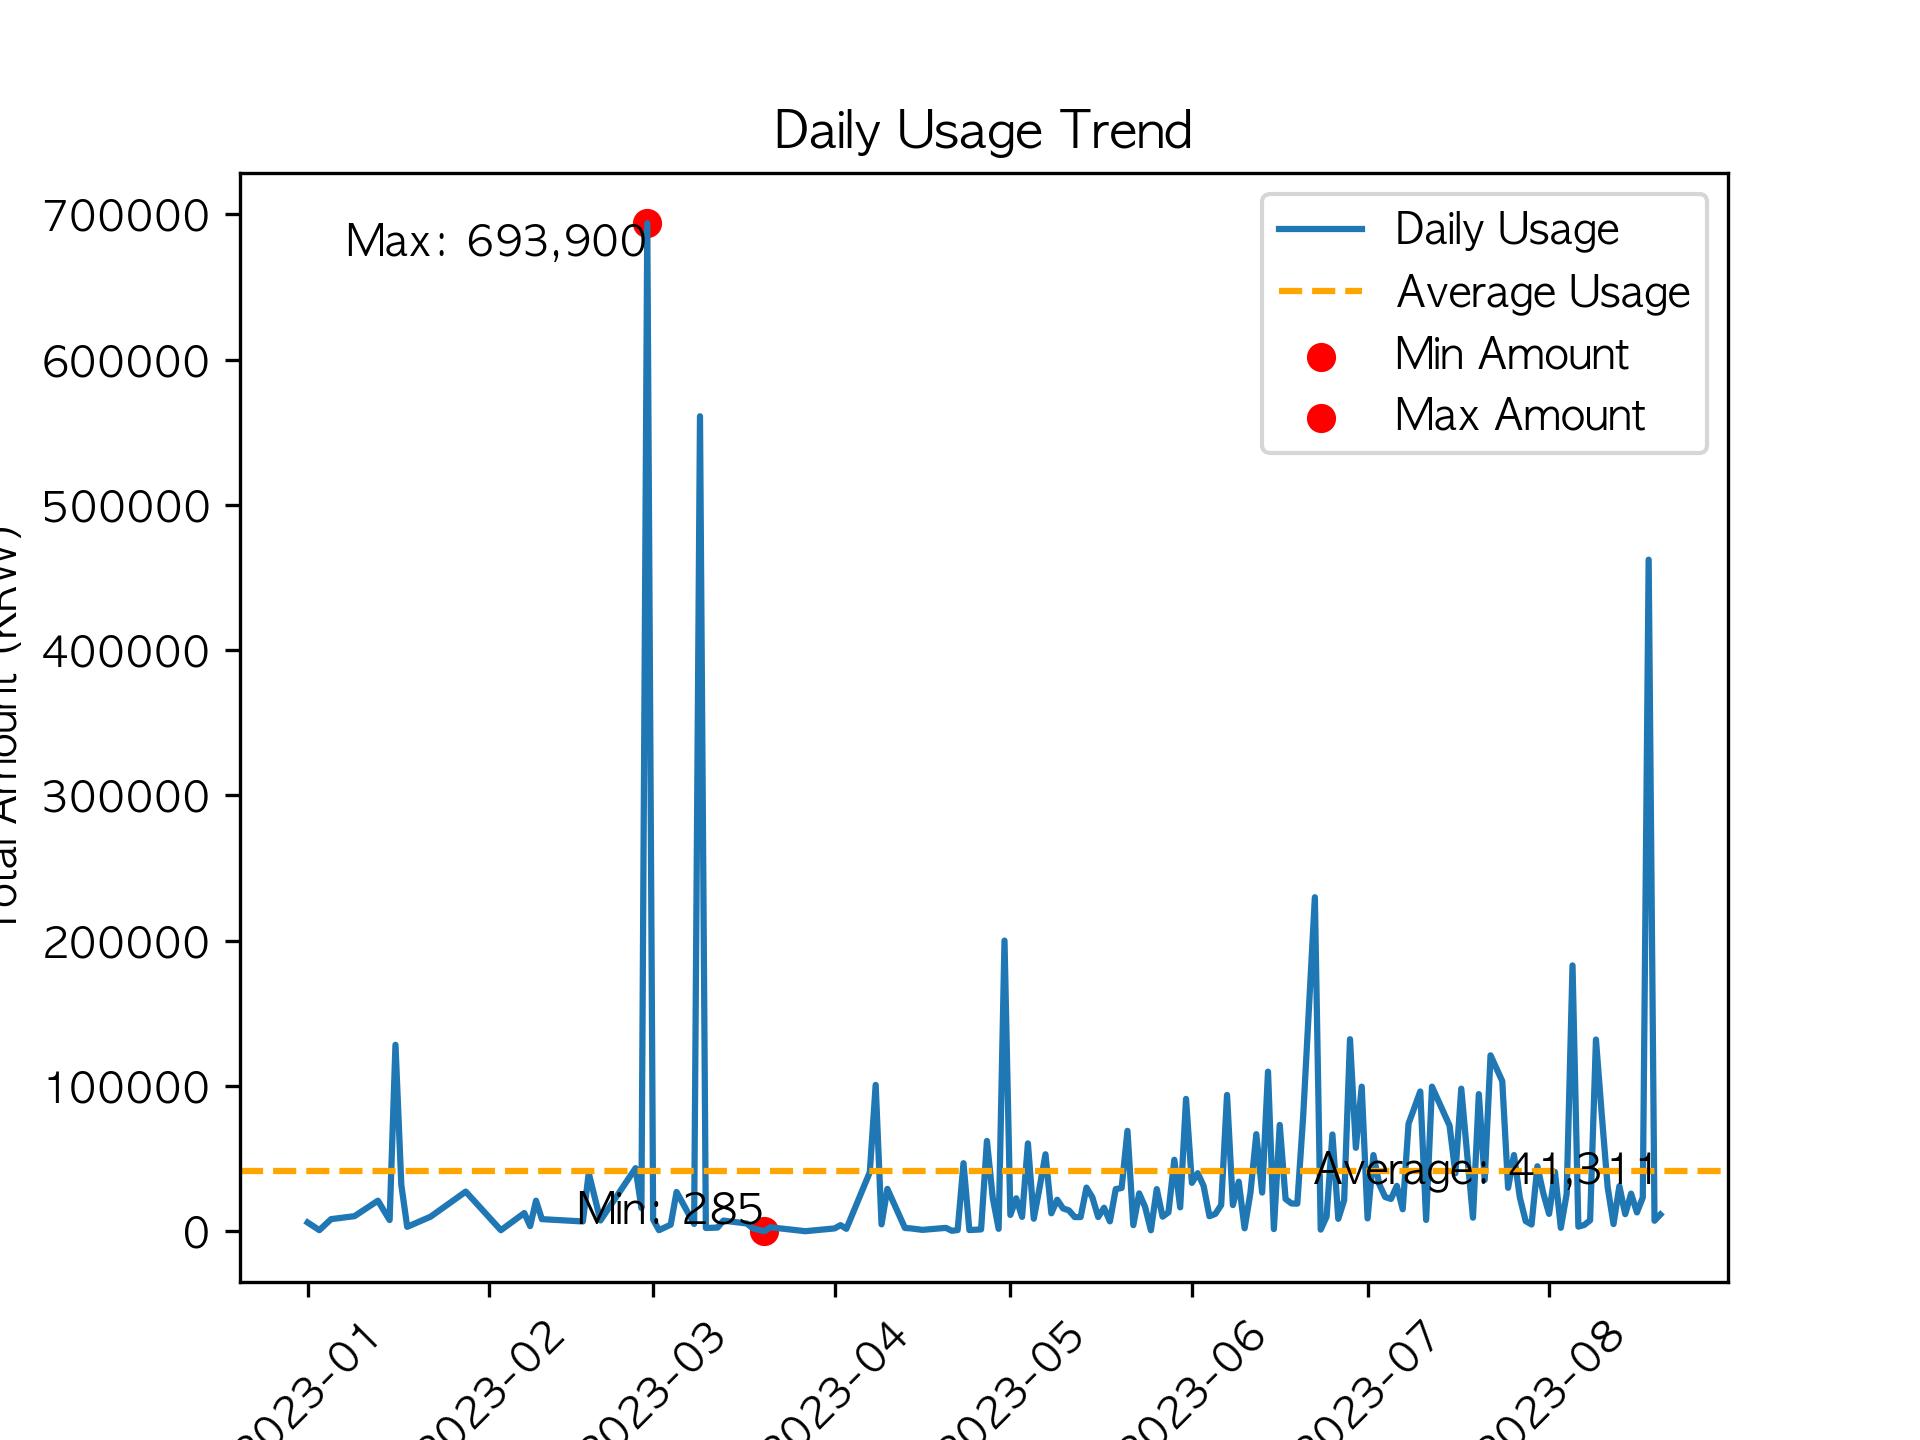 Daily Usage Trend
Total Amount (KRW)
700000
600000
500000
400000
300000
200000
100000
0
Max: 693,900
Min: 285
Average: 41,311
Daily Usage
Average Usage
Min Amount
Max Amount
2023-01
2023-02
2023-03
2023-04
2023-05
2023-06
2023-07
2023-08